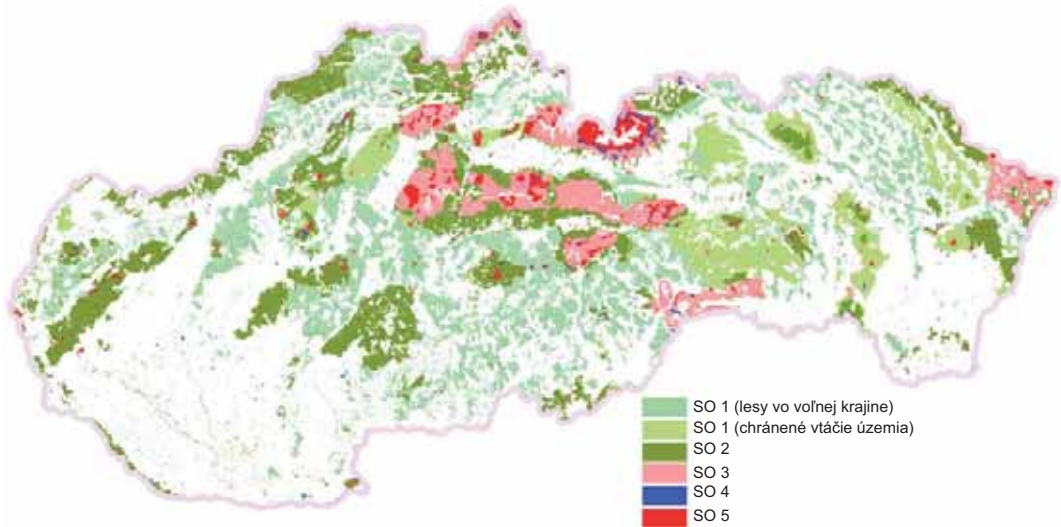 SO 1 (lesy vo voľnej krajine)
SO 1 (chránené vtáčie územia)
SO 2
SO 3
SO 4
SO 5